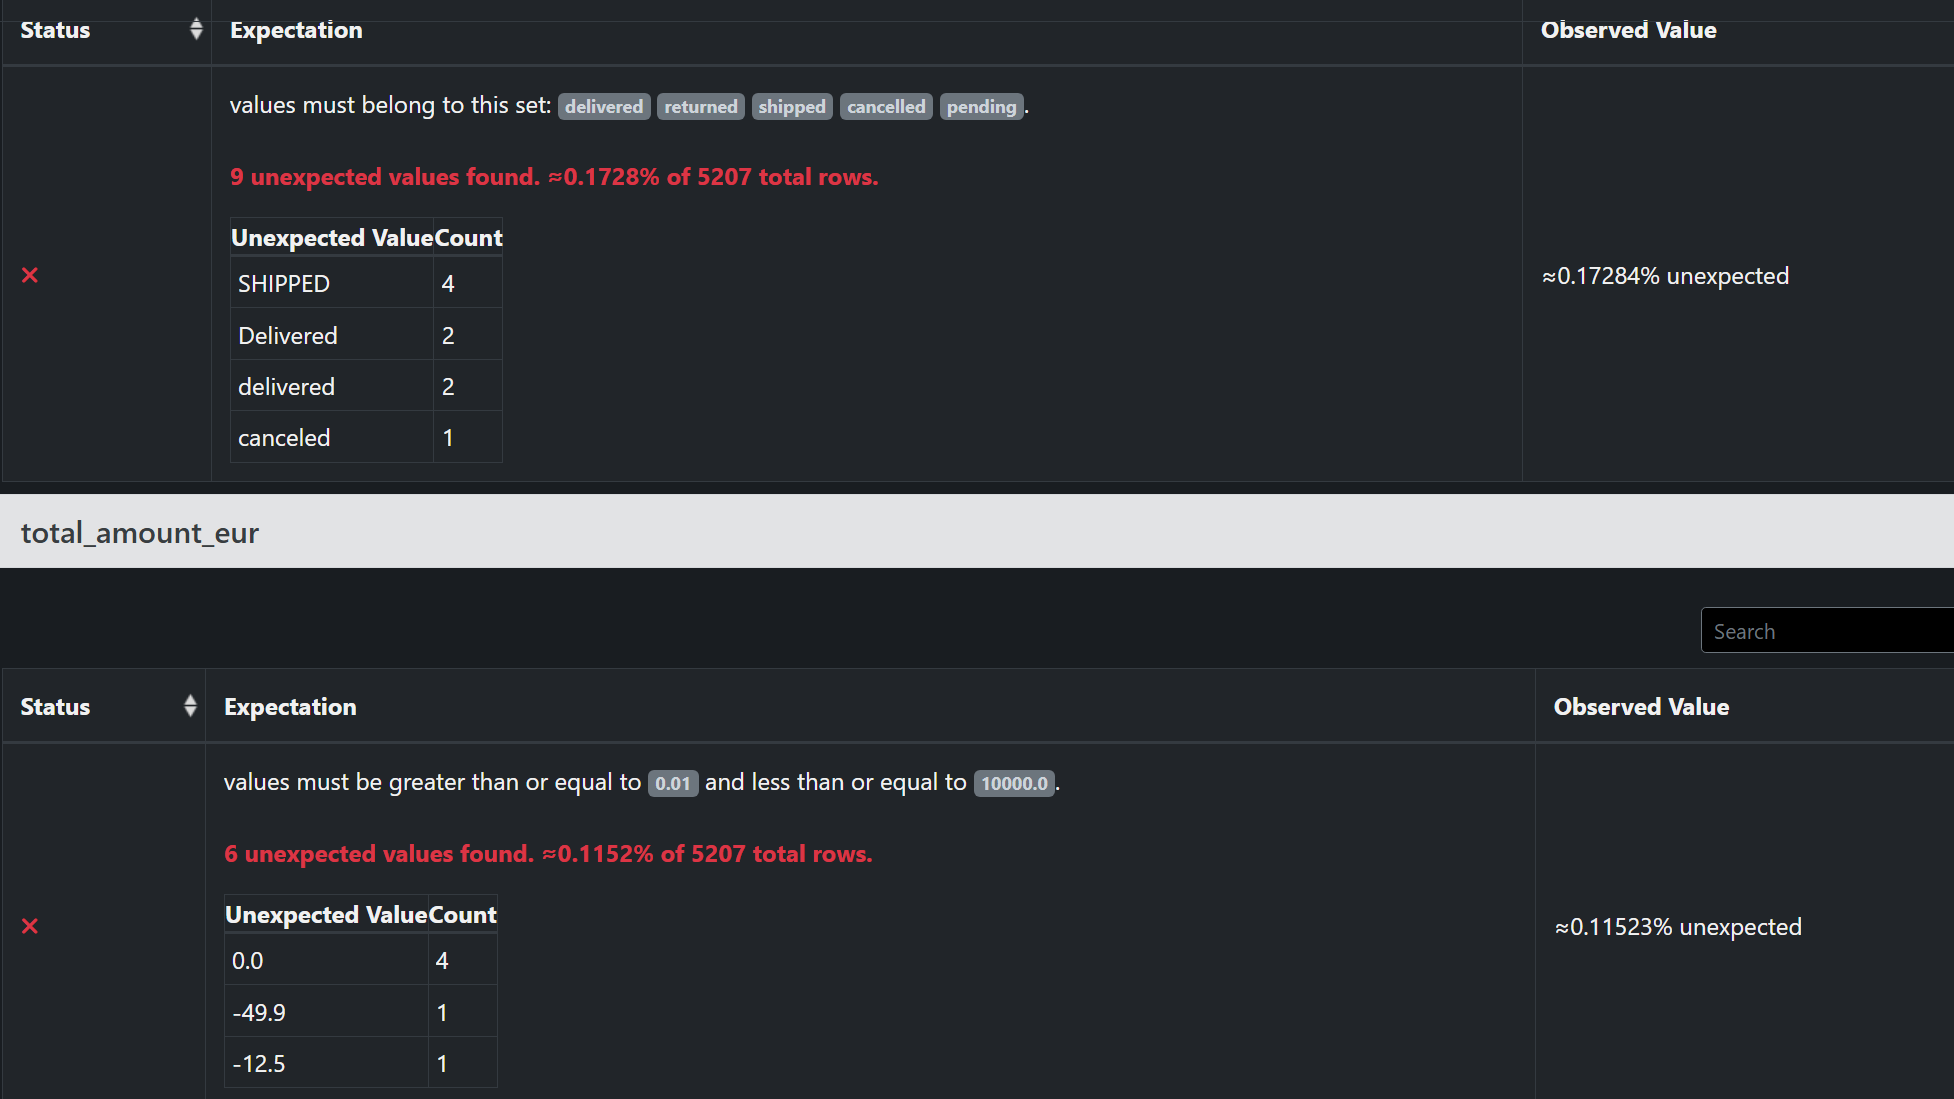 Status Expectation Observed Value
values must belong to this set: delivered returned shipped cancelled pending.
9 unexpected values found. ≈0.1728% of 5207 total rows.
Unexpected Value Count
SHIPPED 4
≈0.17284% unexpected
Delivered 2
delivered 2
canceled 1
total_amount_eur
Search
Status Expectation Observed Value
values must be greater than or equal to 0.01 and less than or equal to 10000.0.
6 unexpected values found. ≈0.1152% of 5207 total rows.
Unexpected Value Count
≈0.11523% unexpected
0.0 4
-49.9 1
-12.5 1